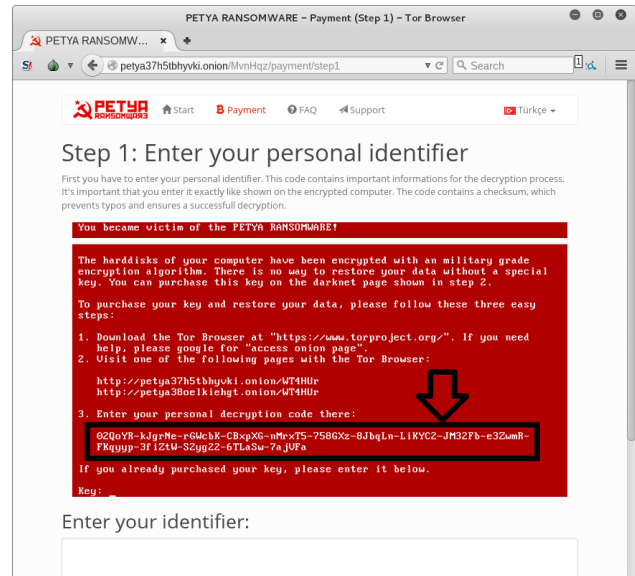 PETYA RANSOMWARE – Payment (Step 1) – Tor Browser
PETYA RANSOMW...
petya37h5tbhyvki.onion/MvnHqz/payment/step1
Search
1
PETYA
RANSOMWARE
Start
Payment
FAQ
Support
Türkçe
Step 1: Enter your personal identifier
First you have to enter your personal identifier. This code contains important informations for the decryption process.
It's important that you enter it exactly like shown on the encrypted computer. The code contains a checksum, which
prevents typos and ensures a successfull decryption.
You became victim of the PETYA RANSOMWARE!
The harddisks of your computer have been encrypted with an military grade
encryption algorithm. There is no way to restore your data without a special
key. You can purchase this key on the darknet page shown in step 2.
To purchase your key and restore your data, please follow these three easy
steps:
1. Download the Tor Browser at "https://www.torproject.org/". If you need
help, please google for "access onion page".
2. Visit one of the following pages with the Tor Browser:
http://petya37h5tbhyvki.onion/WT4HUr
http://petya38oelkiehyt.onion/WT4HUr
3. Enter your personal decryption code there:
02QoYR-kJgrNe-rGWcbK-CBxpXG-nMrxT5-758GXz-8JbqLn-LiKYC2-JM32Fb-e3ZwmR-
FKqyyp-3fiZtW-S2yg22-6TLaSw-7ajUFa
If you already purchased your key, please enter it below.
Key: _
Enter your identifier: